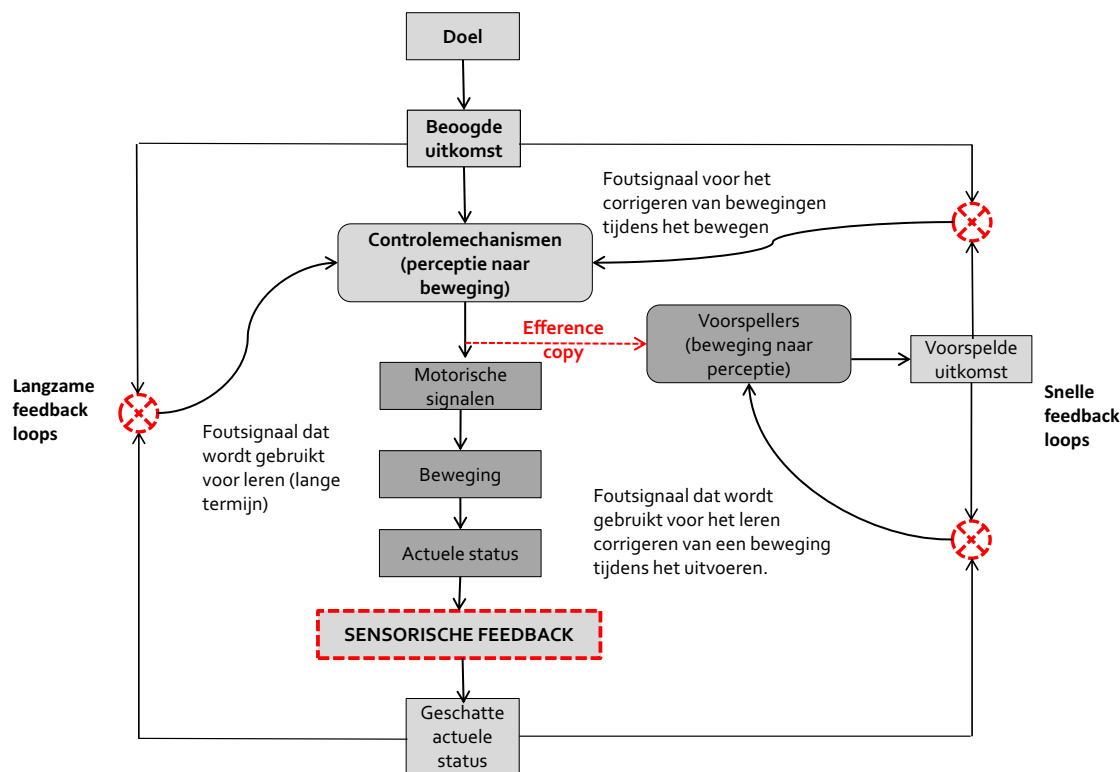 Doel
Beoogde
uitkomst
Foutsignaal voor het
corrigeren van bewegingen
tijdens het bewegen
Controlemechanismen
(perceptie naar
beweging)
Efference
copy
Voorspellers
(beweging naar
perceptie)
Voorspelde
uitkomst
Motorische
signalen
Langzame
feedback
loops
Snelle
feedback
loops
Foutsignaal dat
wordt gebruikt
voor leren (lange
termijn)
Beweging
Foutsignaal dat wordt
gebruikt voor het leren
corrigeren van een beweging
tijdens het uitvoeren.
Actuele status
SENSORISCHE FEEDBACK
Geschatte
actuele
status